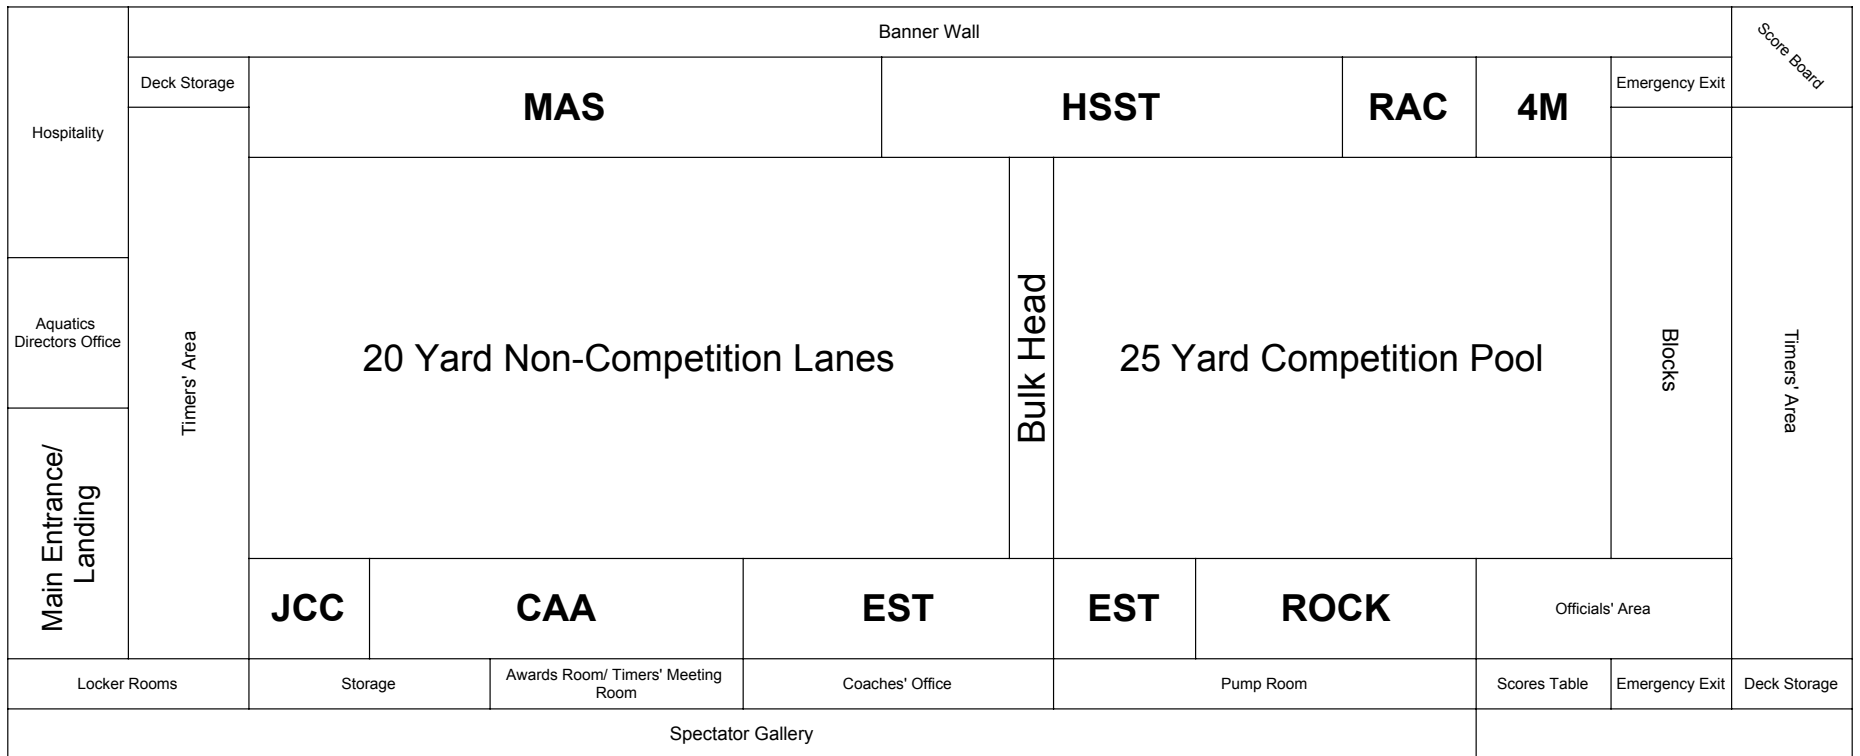 Banner Wall
Score Board
Deck Storage
MAS
HSST
RAC
4M
Emergency Exit
Hospitality
Aquatics
Directors Office
Timers' Area
20 Yard Non-Competition Lanes
Bulk Head
25 Yard Competition Pool
Blocks
Timers' Area
Main Entrance/
Landing
JCC
CAA
EST
EST
ROCK
Officials' Area
Locker Rooms
Storage
Awards Room/ Timers' Meeting
Room
Coaches' Office
Pump Room
Scores Table
Emergency Exit
Deck Storage
Spectator Gallery